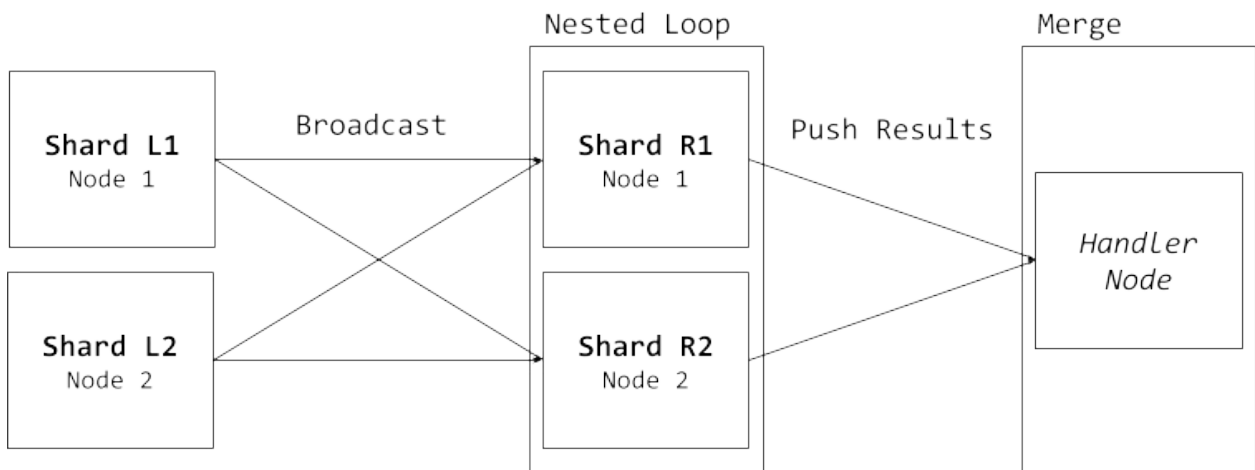 Nested Loop
Merge
Broadcast
Push Results
Shard L1
Node 1
Shard R1
Node 1
Handler
Node
Shard L2
Node 2
Shard R2
Node 2